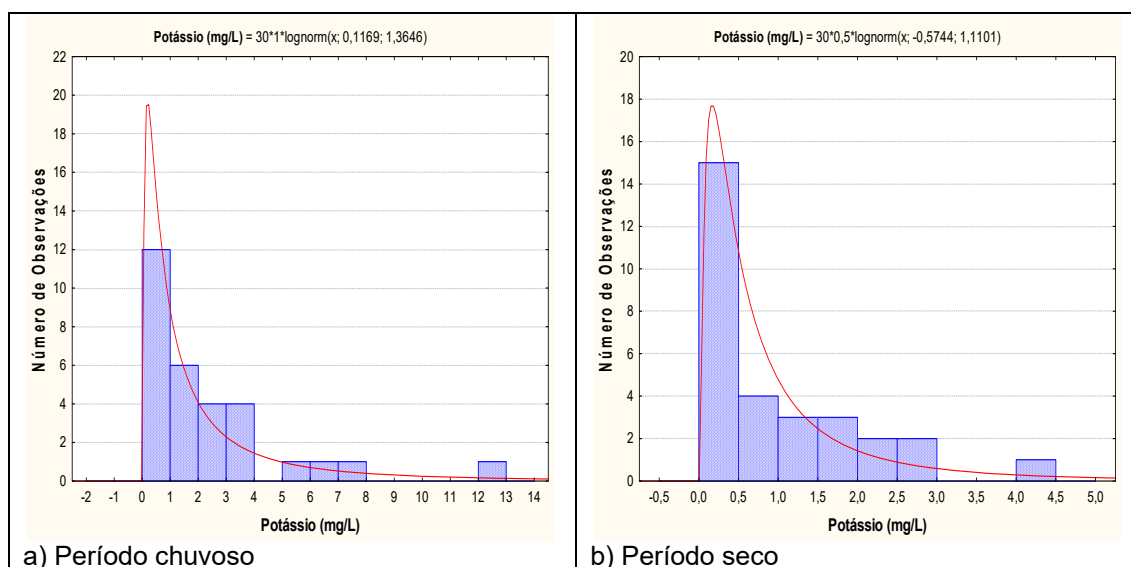 Potássio (mg/L) = 30*1*lognorm(x; 0,1169; 1,3646)
22
20
18
16
14
12
10
8
6
4
2
0
Número de Observações
-2 -1 0 1 2 3 4 5 6 7 8 9 10 11 12 13 14
Potássio (mg/L)
a) Período chuvoso
Potássio (mg/L) = 30*0,5*lognorm(x; -0,5744; 1,1101)
20
18
16
14
12
10
8
6
4
2
0
Número de Observações
-0,5 0,0 0,5 1,0 1,5 2,0 2,5 3,0 3,5 4,0 4,5 5,0
Potássio (mg/L)
b) Período seco